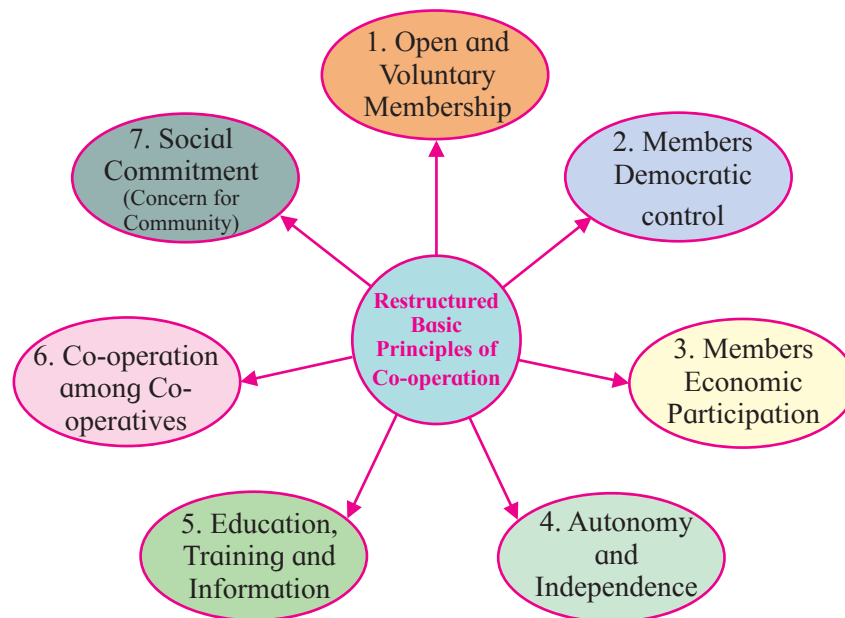 1. Open and
Voluntary
Membership
2. Members
Democratic
control
3. Members
Economic
Participation
4. Autonomy
and
Independence
5. Education,
Training and
Information
6. Co-operation
among Co-
operatives
7. Social
Commitment
(Concern for
Community)
Restructured
Basic
Principles of
Co-operation